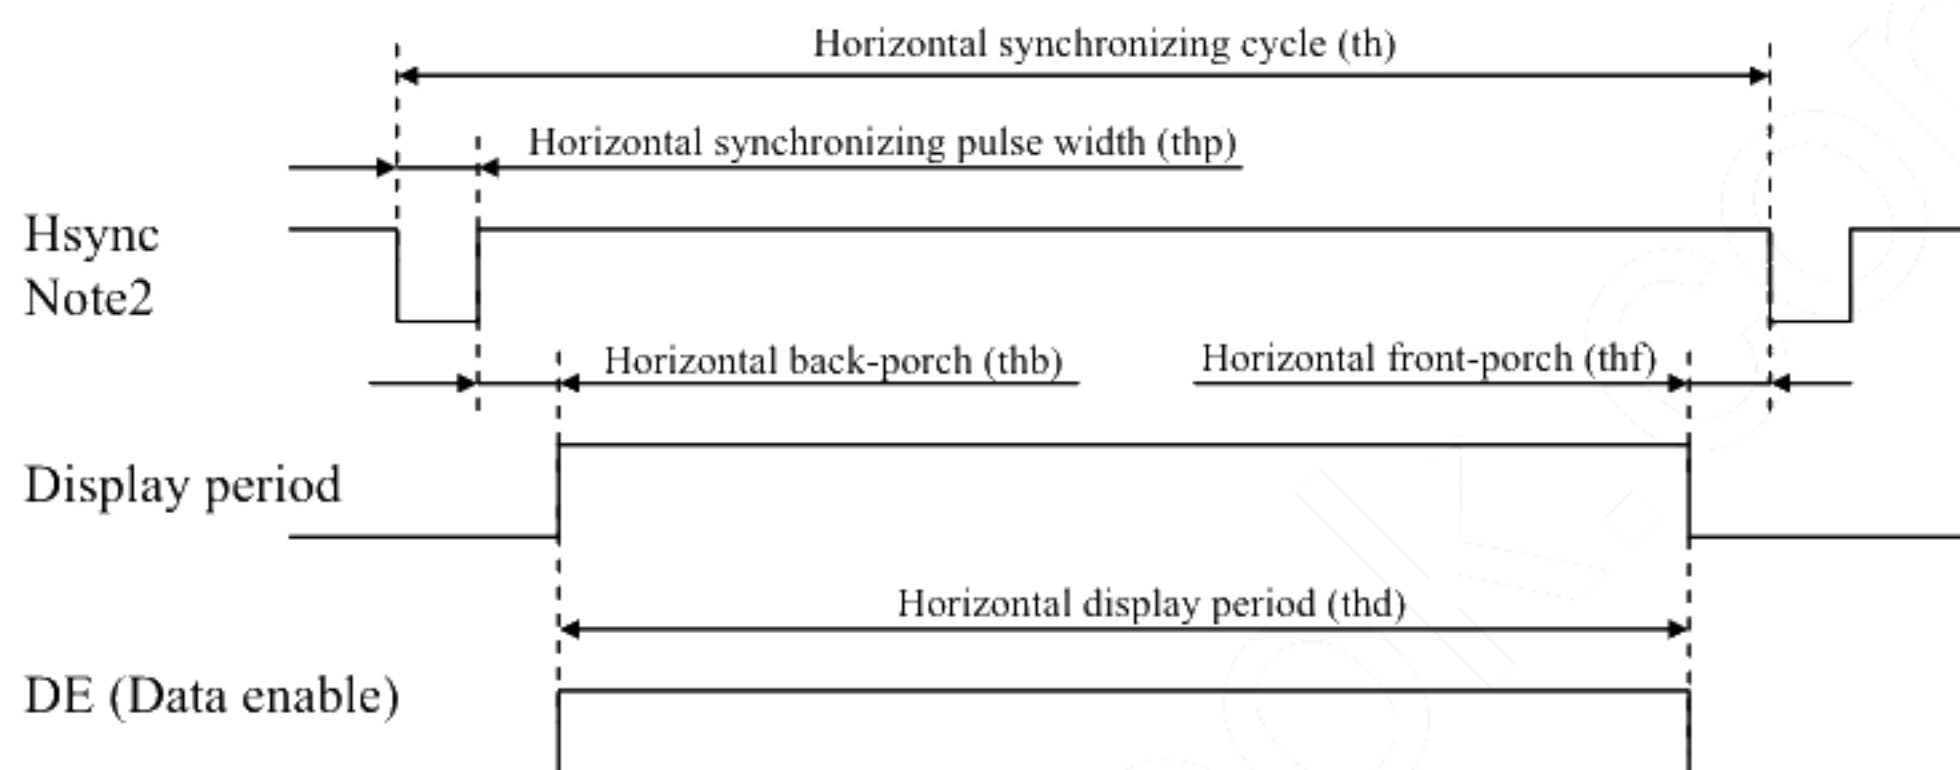 Horizontal synchronizing cycle (th)
Horizontal synchronizing pulse width (thp)
Hsync
Note2
Horizontal back-porch (thb)
Horizontal front-porch (thf)
Display period
Horizontal display period (thd)
DE (Data enable)